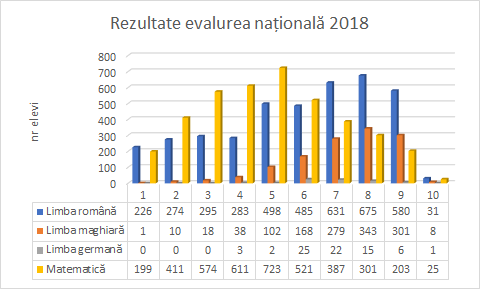 Rezultate evalurea națională 2018
nr elevi
800
700
600
500
400
300
200
100
0
1 2 3 4 5 6 7 8 9 10
Limba română 226 274 295 283 498 485 631 675 580 31
Limba maghiară 1 10 18 38 102 168 279 343 301 8
Limba germană 0 0 0 3 2 25 22 15 6 1
Matematică 199 411 574 611 723 521 387 301 203 25